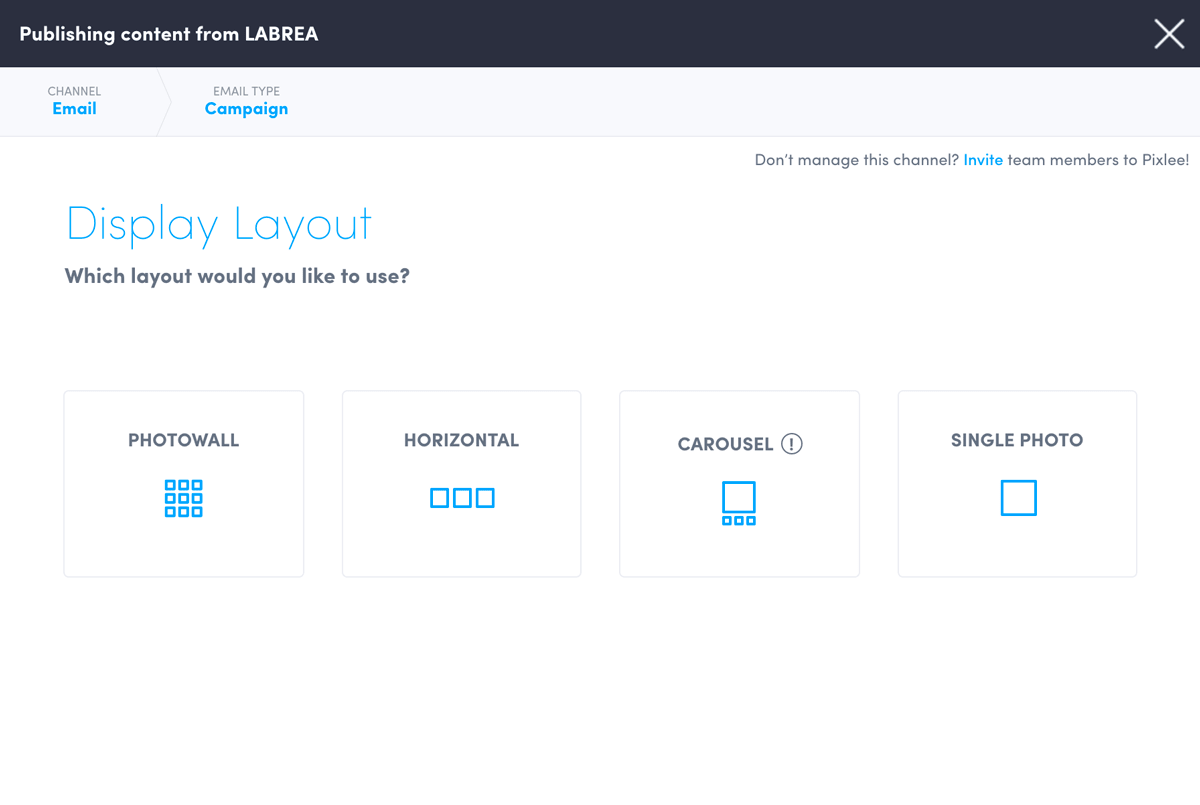 Publishing content from LABREA
CHANNEL
Email
EMAIL TYPE
Campaign
Don't manage this channel? Invite team members to Pixlee!
Display Layout
Which layout would you like to use?
PHOTOWALL
HORIZONTAL
CAROUSEL !
SINGLE PHOTO